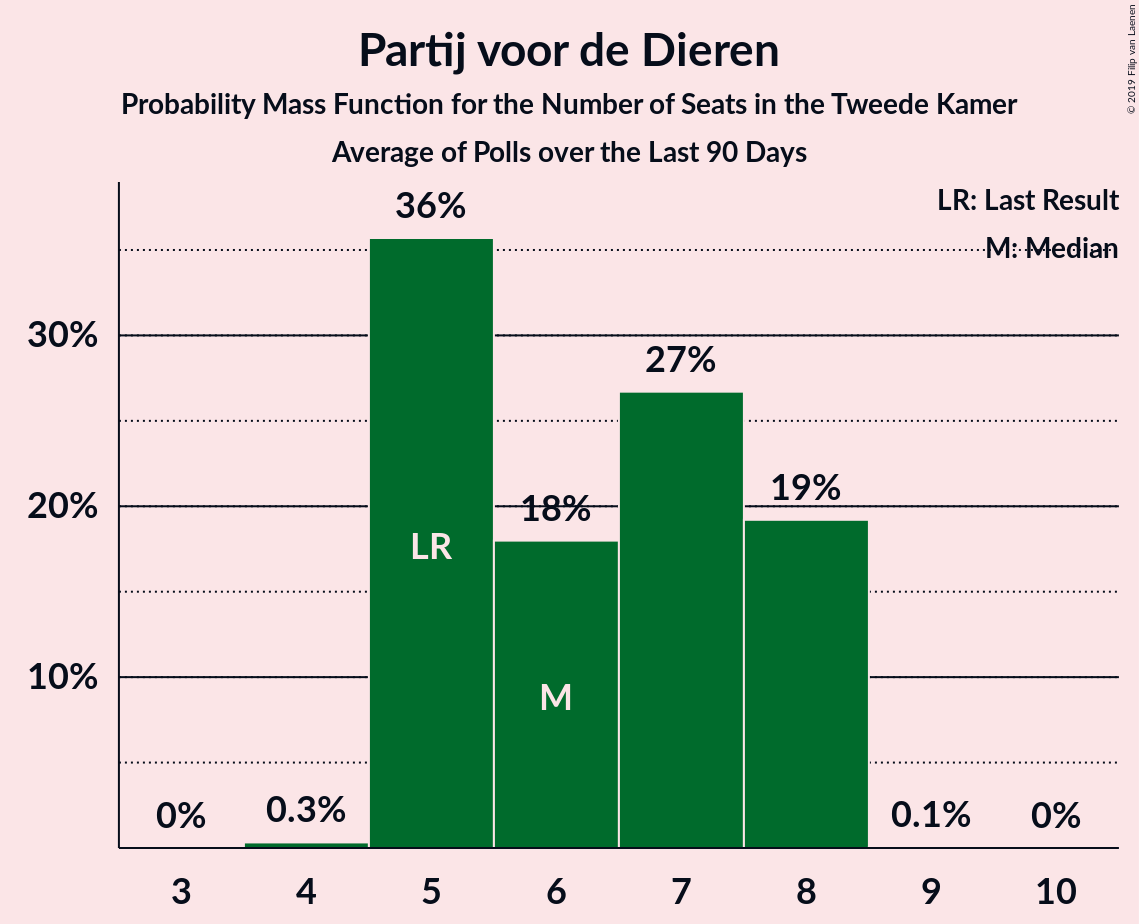 Partij voor de Dieren
Probability Mass Function for the Number of Seats in the Tweede Kamer
Average of Polls over the Last 90 Days
© 2019 Filip van Laenen
LR: Last Result
M: Median
36%
30%
27%
20%
18%
19%
LR
10%
M
0%
0.3%
0.1%
0%
3 4 5 6 7 8 9 10